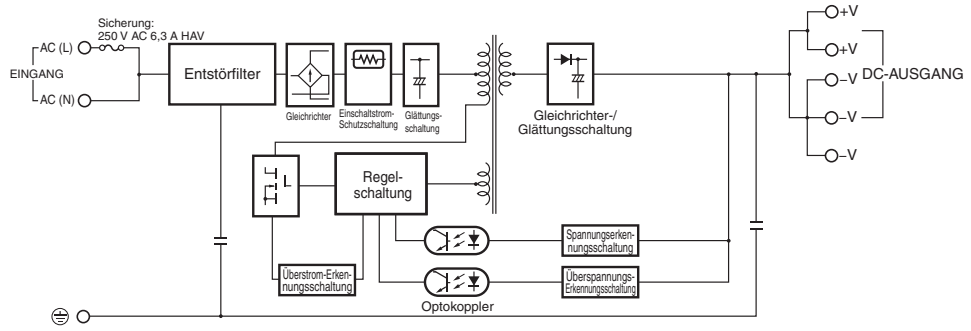 Sicherung:
250 V AC 6,3 A HAV
AC (L)
EINGANG
AC (N)
Entstörfilter
Gleichrichter
Einschaltstrom-
Schutzschaltung
Glättungs-
schaltung
Gleichrichter-/
Glättungsschaltung
+V
+V
–V
DC-AUSGANG
–V
–V
Regel-
schaltung
Überstrom-Erken-
nungsschaltung
Spannungserken-
nungsschaltung
Überspannungs-
Erkennungsschaltung
Optokoppler